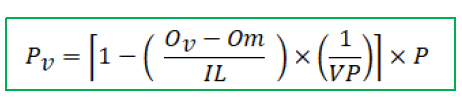 P_v = [1 − ( (O_v − Om) / IL ) × ( 1 / VP )] × P